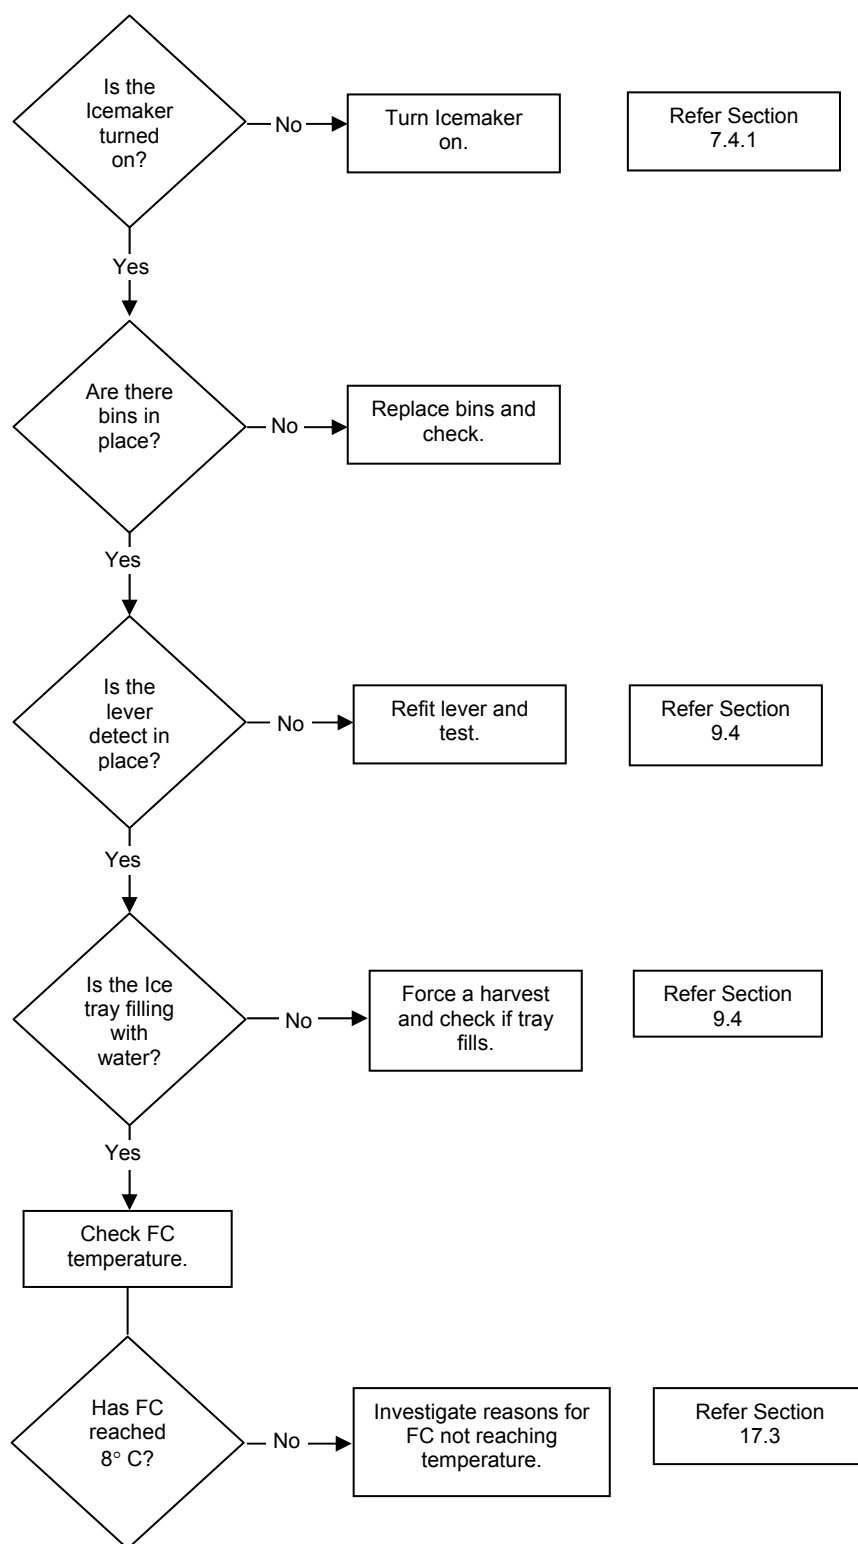 Is the
Icemaker
turned
on?
No
Turn Icemaker
on.
Refer Section
7.4.1
Yes
Are there
bins in
place?
No
Replace bins and
check.
Yes
Is the
lever
detect in
place?
No
Refit lever and
test.
Refer Section
9.4
Yes
Is the Ice
tray filling
with
water?
No
Force a harvest
and check if tray
fills.
Refer Section
9.4
Yes
Check FC
temperature.
Has FC
reached
8° C?
No
Investigate reasons for
FC not reaching
temperature.
Refer Section
17.3